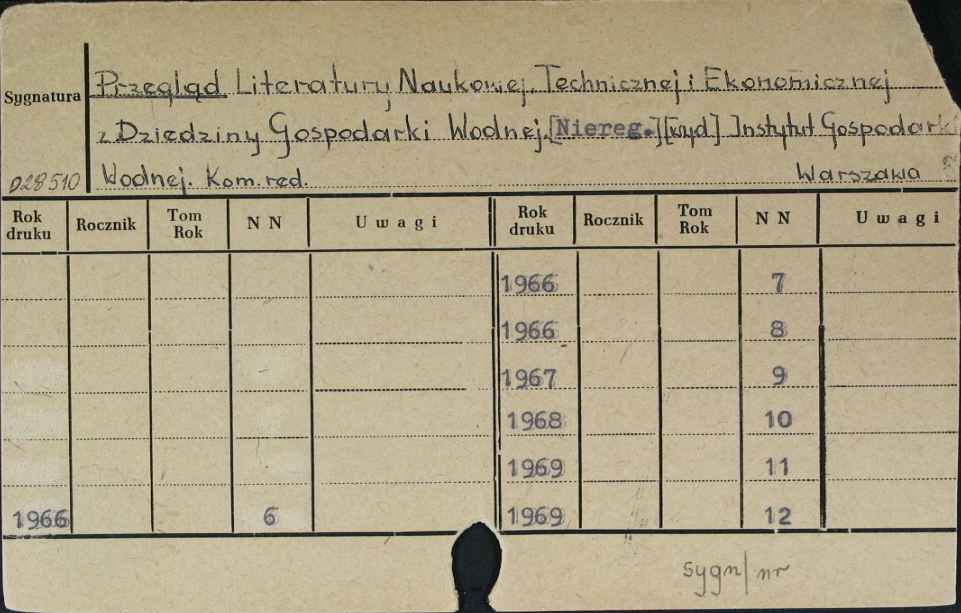 Sygnatura
D28510
Przegląd Literatury Naukowej, Technicznej i Ekonomicznej
z Dziedziny Gospodarki Wodnej. [Niereg.] [wyd] Instytut Gospodarki
Wodnej. Kom. red. Warszawa
Rok druku Rocznik Tom Rok N N Uwagi Rok druku Rocznik Tom Rok N N Uwagi
1966 7
1966 8
1967 9
1968 10
1969 11
1966 6 1969 12
sygn/nr